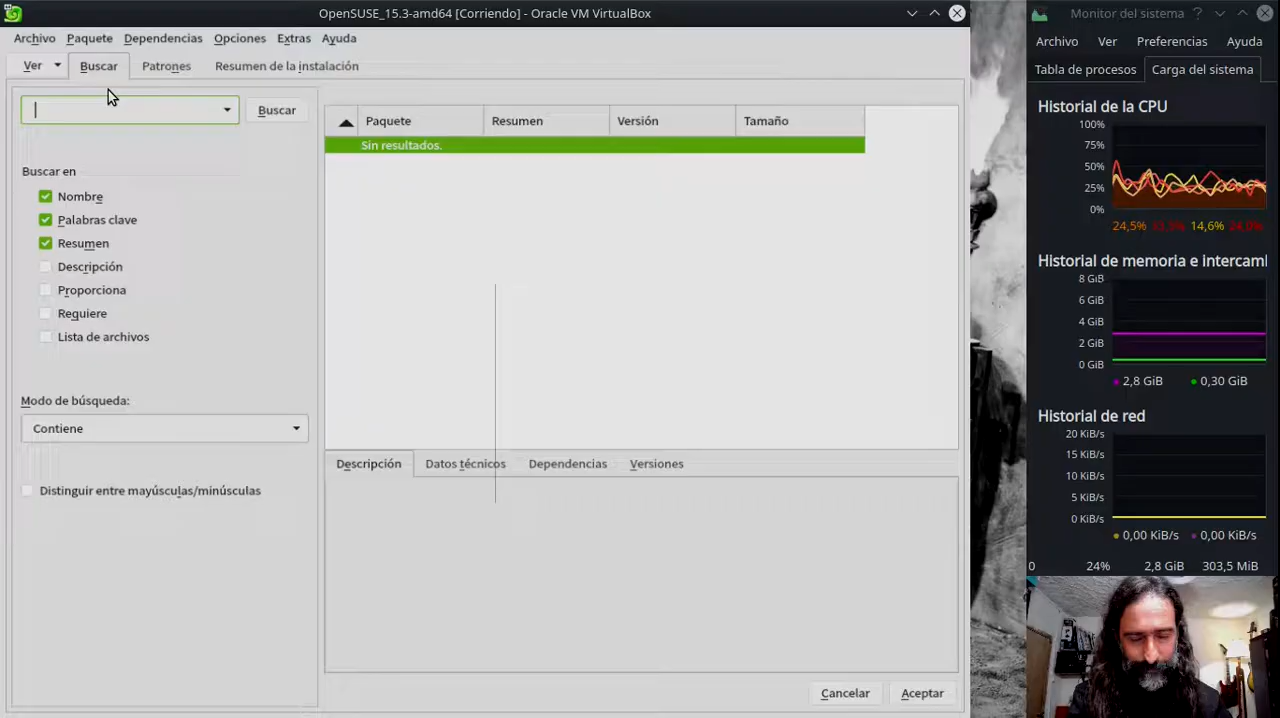 OpenSUSE_15.3-amd64 [Corriendo] - Oracle VM VirtualBox
Archivo Paquete Dependencias Opciones Extras Ayuda
Ver Buscar Patrones Resumen de la instalación
Buscar
Buscar en
Nombre
Palabras clave
Resumen
Descripción
Proporciona
Requiere
Lista de archivos
Modo de búsqueda:
Contiene
Distinguir entre mayúsculas/minúsculas
Paquete Resumen Versión Tamaño
Sin resultados.
Descripción Datos técnicos Dependencias Versiones
Cancelar Aceptar
Monitor del sistema
Archivo Ver Preferencias Ayuda
Tabla de procesos Carga del sistema
Historial de la CPU
100%
75%
50%
25%
0%
24,5% 14,6%
Historial de memoria e intercaml
8 GiB
6 GiB
4 GiB
2 GiB
0 GiB
2,8 GiB 0,30 GiB
Historial de red
20 KiB/s
15 KiB/s
10 KiB/s
5 KiB/s
0 KiB/s
0,00 KiB/s 0,00 KiB/s
0 24% 2,8 GiB 303,5 MiB